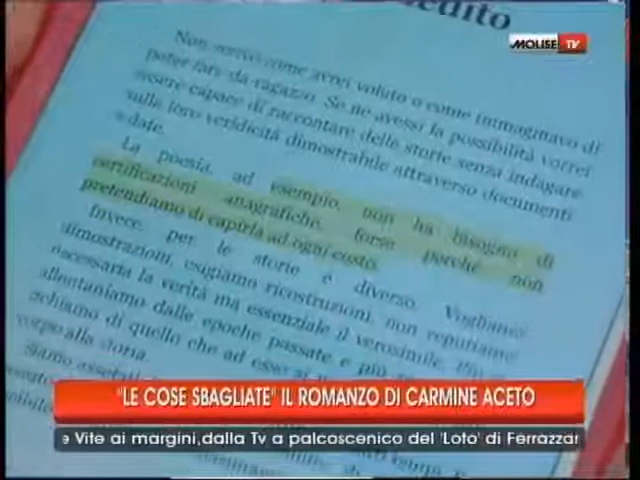 edito
MOLISE TV
Non scrivo come avrei voluto o come immaginavo di
poter fare da ragazzo. Se ne avessi la possibilità vorrei
essere capace di raccontare delle storie senza indagare
sulla loro veridicità dimostrabile attraverso documenti
e date.
La poesia, ad esempio, non ha bisogno di
certificazioni anagrafiche, forse perché non
pretendiamo di capirla ad ogni costo.
Invece, per le storie è diverso. Vogliamo
dimostrazioni, esigiamo ricostruzioni, non reputiamo
necessaria la verità ma essenziale il verosimile.
allontaniamo dalle epoche passate e più
di quello che ad esso si
corpo alla storia.
Siamo
"LE COSE SBAGLIATE" IL ROMANZO DI CARMINE ACETO
e Vite ai margini,dalla Tv a palcoscenico del 'Loto' di Ferrazzar